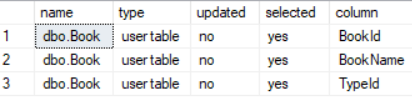 name type updated selected column
1 dbo.Book user table no yes BookId
2 dbo.Book user table no yes BookName
3 dbo.Book user table no yes TypeId